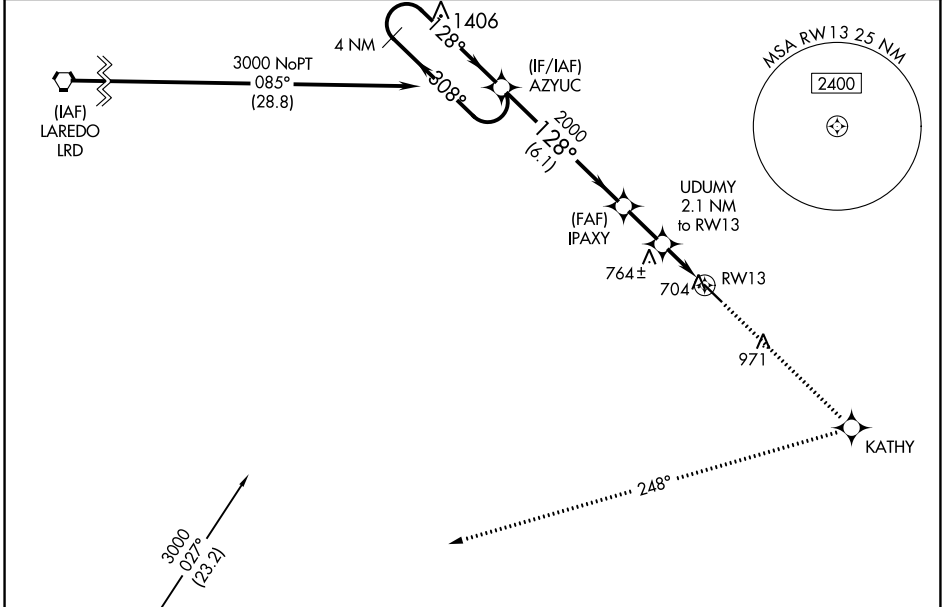 1406
128°
4 NM
308°
3000 NoPT
085°
(28.8)
(IAF)
LAREDO
LRD
(IF/IAF)
AZYUC
2000
128°
(6.1)
MSA RW13 25 NM
2400
(FAF)
IPAXY
UDUMY
2.1 NM
to RW13
764±
704
RW13
971
KATHY
248°
3000
027°
(23.2)